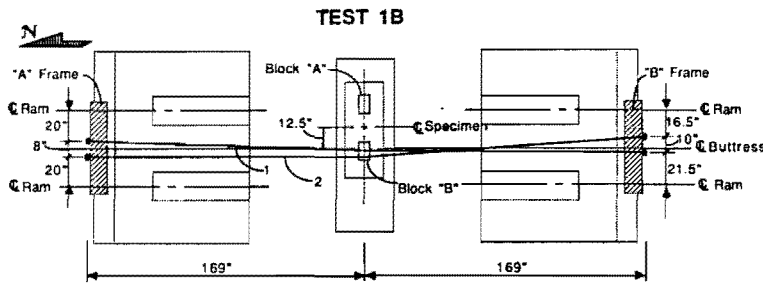 TEST 1B
N
"A" Frame
Block "A"
"B" Frame
℄ Ram
℄ Ram
20"
12.5"
℄ Specimen
16.5"
8"
10"
℄ Buttress
20"
1
2
Block "B"
21.5"
℄ Ram
℄ Ram
169"
169"